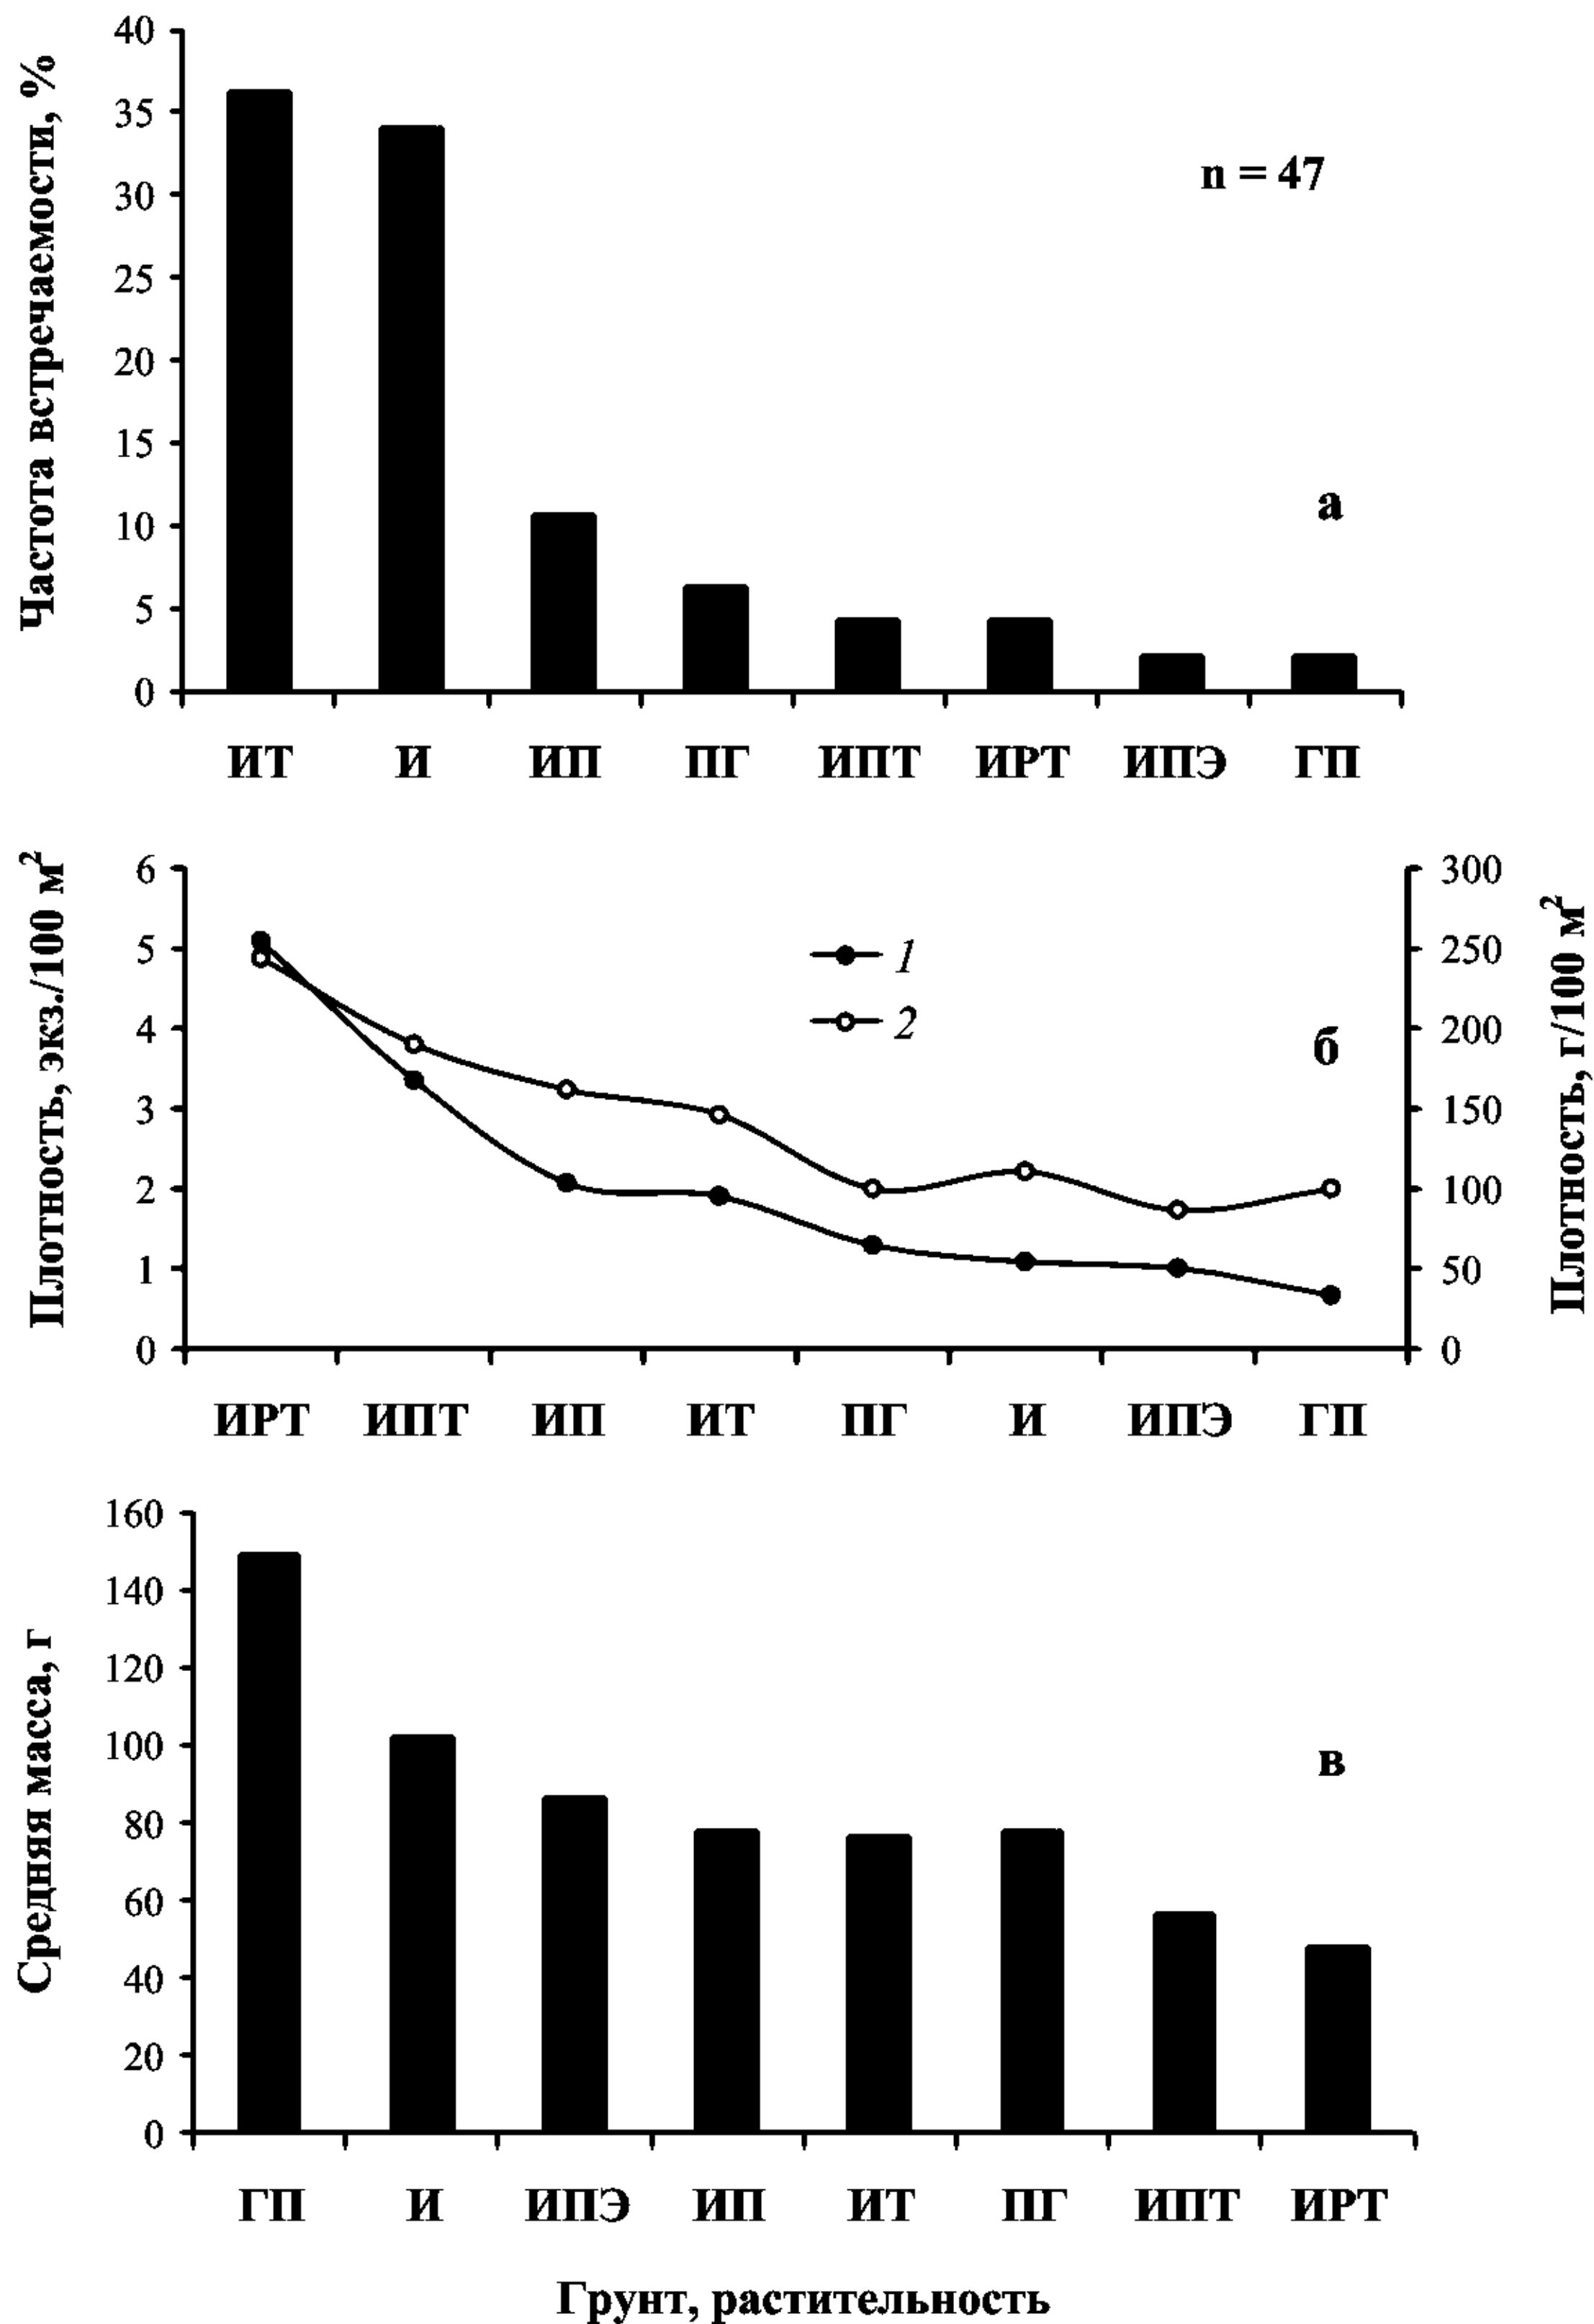 Частота встречаемости, %
40
35
30
25
20
15
10
5
0
n = 47
а
ИТ И ИП ПГ ИПТ ИРТ ИПЭ ГП
Плотность, экз./100 м²
6
5
4
3
2
1
0
1
2
б
300
250
200
150
100
50
0
Плотность, г/100 м²
ИРТ ИПТ ИП ИТ ПГ И ИПЭ ГП
Средняя масса, г
160
140
120
100
80
60
40
20
0
в
ГП И ИПЭ ИП ИТ ПГ ИПТ ИРТ
Грунт, растительность